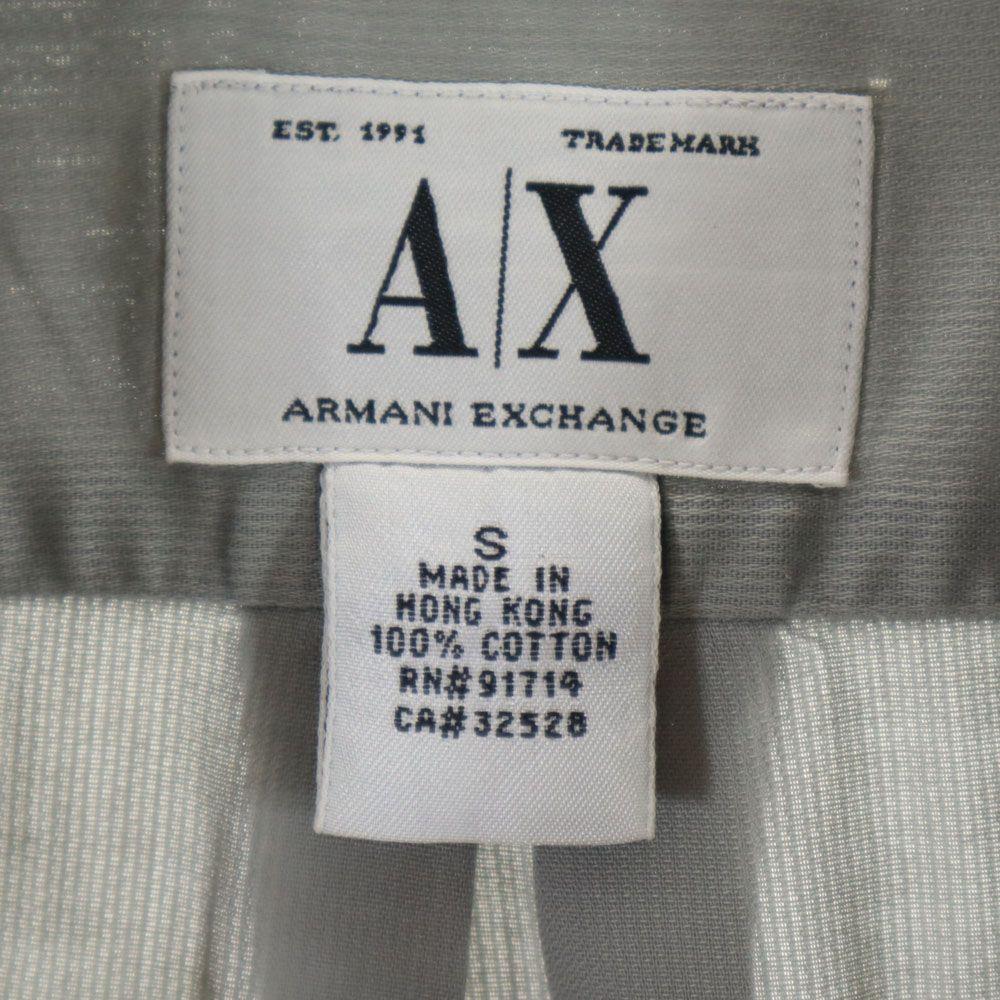 EST. 1991 TRADEMARK
A|X
ARMANI EXCHANGE
S
MADE IN
HONG KONG
100% COTTON
RN# 91714
CA# 32528